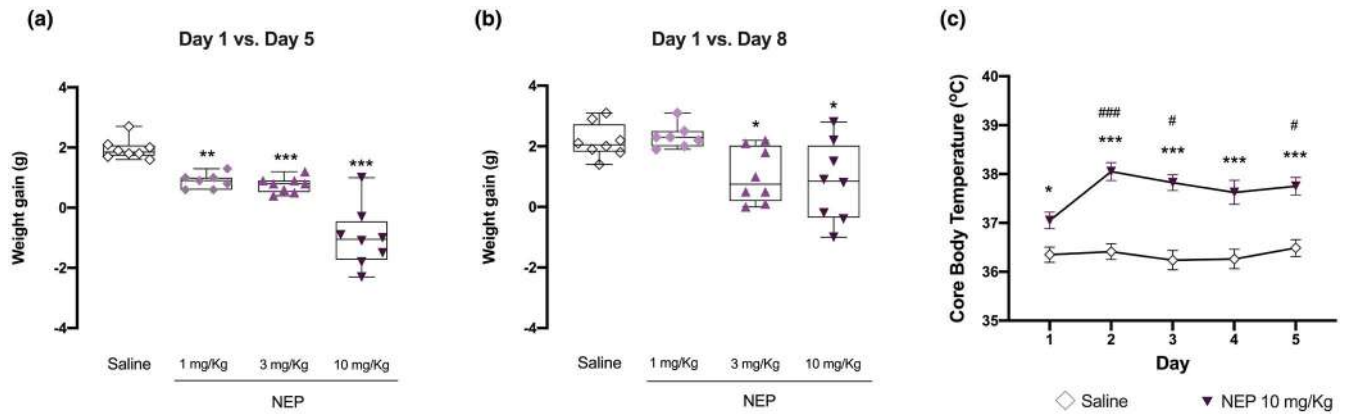 (a)
Day 1 vs. Day 5
Weight gain (g)
4
2
0
-2
-4
**
***
***
Saline
1 mg/Kg
3 mg/Kg
10 mg/Kg
NEP
(b)
Day 1 vs. Day 8
Weight gain (g)
4
2
0
-2
-4
*
*
Saline
1 mg/Kg
3 mg/Kg
10 mg/Kg
NEP
(c)
Core Body Temperature (°C)
40
39
38
37
36
35
*
###
***
#
***
***
#
***
1
2
3
4
5
Day
Saline
NEP 10 mg/Kg